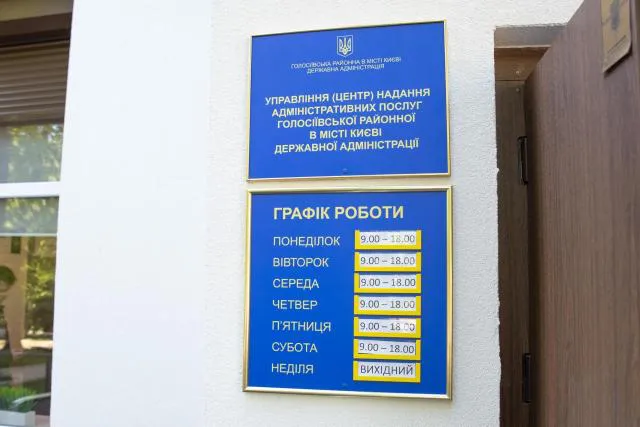 ГОЛОСІЇВСЬКА РАЙОННА В МІСТІ КИЄВІ
ДЕРЖАВНА АДМІНІСТРАЦІЯ
УПРАВЛІННЯ (ЦЕНТР) НАДАННЯ
АДМІНІСТРАТИВНИХ ПОСЛУГ
ГОЛОСІЇВСЬКОЇ РАЙОННОЇ
В МІСТІ КИЄВІ
ДЕРЖАВНОЇ АДМІНІСТРАЦІЇ
ГРАФІК РОБОТИ
ПОНЕДІЛОК 9.00 – 18.00
ВІВТОРОК 9.00 – 18.00
СЕРЕДА 9.00 – 18.00
ЧЕТВЕР 9.00 – 18.00
П'ЯТНИЦЯ 9.00 – 18.00
СУБОТА 9.00 – 18.00
НЕДІЛЯ ВИХІДНИЙ